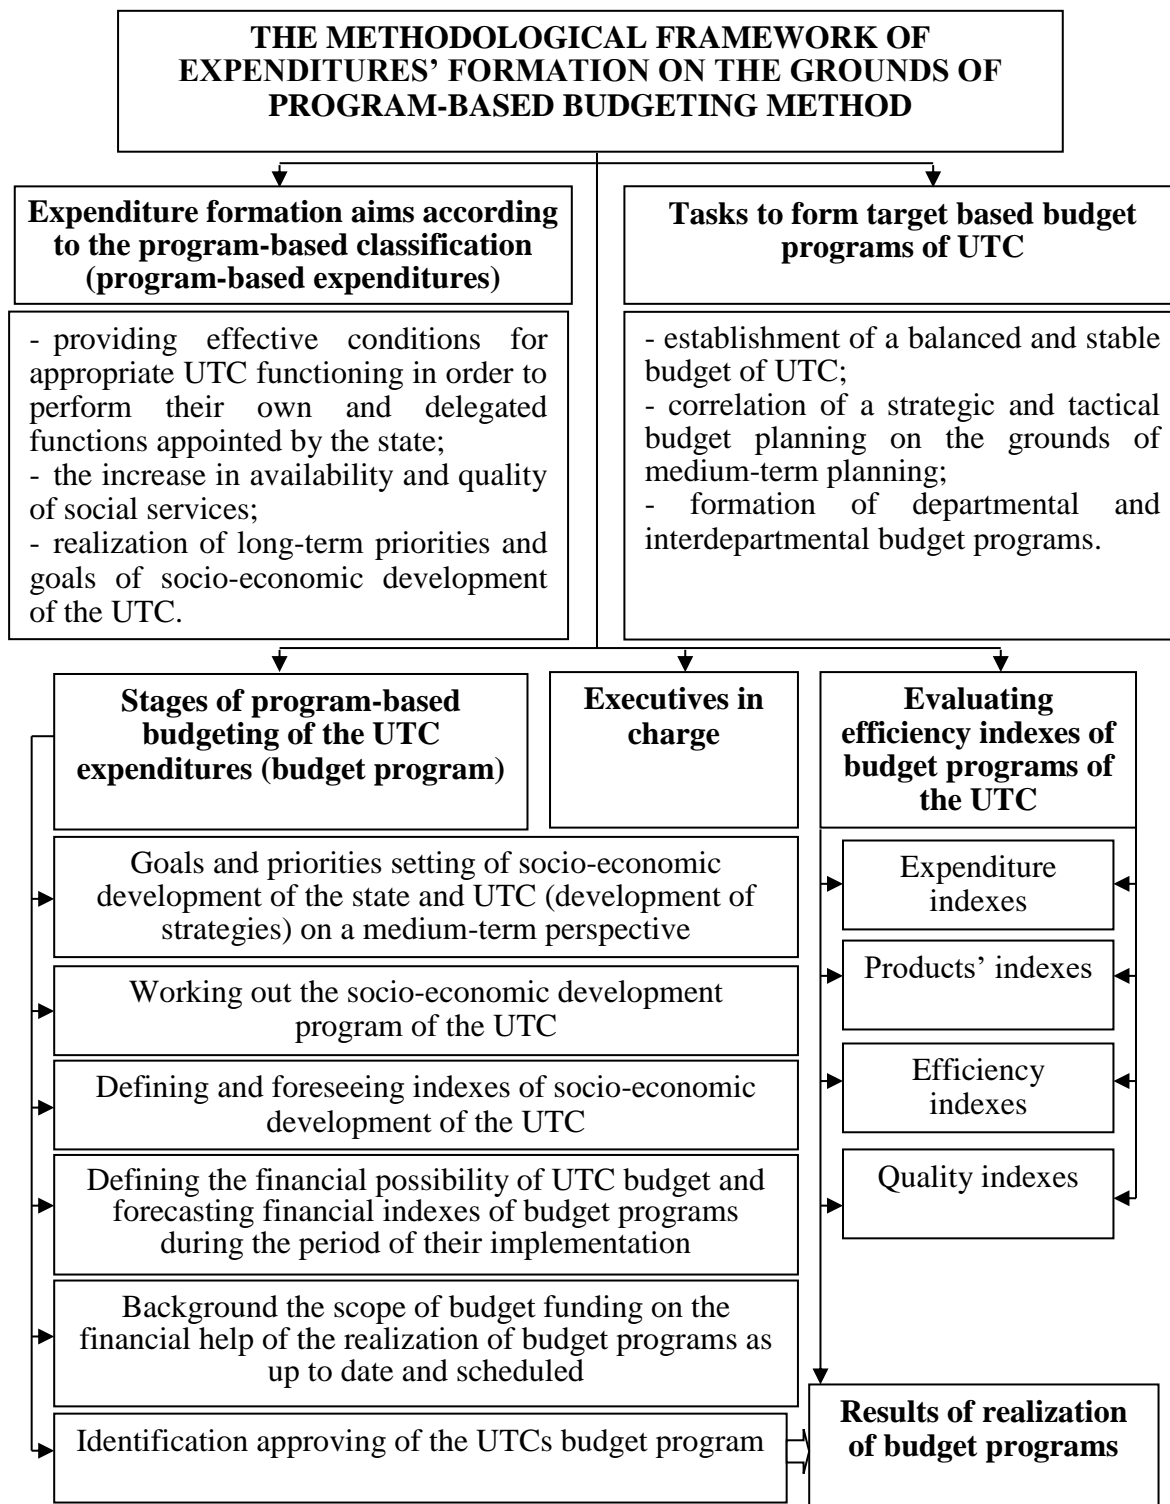 THE METHODOLOGICAL FRAMEWORK OF
EXPENDITURES’ FORMATION ON THE GROUNDS OF
PROGRAM-BASED BUDGETING METHOD
Expenditure formation aims according
to the program-based classification
(program-based expenditures)
Tasks to form target based budget
programs of UTC
- providing effective conditions for
appropriate UTC functioning in order to
perform their own and delegated
functions appointed by the state;
- the increase in availability and quality
of social services;
- realization of long-term priorities and
goals of socio-economic development
of the UTC.
- establishment of a balanced and stable
budget of UTC;
- correlation of a strategic and tactical
budget planning on the grounds of
medium-term planning;
- formation of departmental and
interdepartmental budget programs.
Stages of program-based
budgeting of the UTC
expenditures (budget program)
Executives in
charge
Evaluating
efficiency indexes of
budget programs of
the UTC
Goals and priorities setting of socio-economic
development of the state and UTC (development of
strategies) on a medium-term perspective
Working out the socio-economic development
program of the UTC
Defining and foreseeing indexes of socio-economic
development of the UTC
Defining the financial possibility of UTC budget and
forecasting financial indexes of budget programs
during the period of their implementation
Background the scope of budget funding on the
financial help of the realization of budget programs as
up to date and scheduled
Identification approving of the UTCs budget program
Expenditure
indexes
Products’ indexes
Efficiency
indexes
Quality indexes
Results of realization
of budget programs